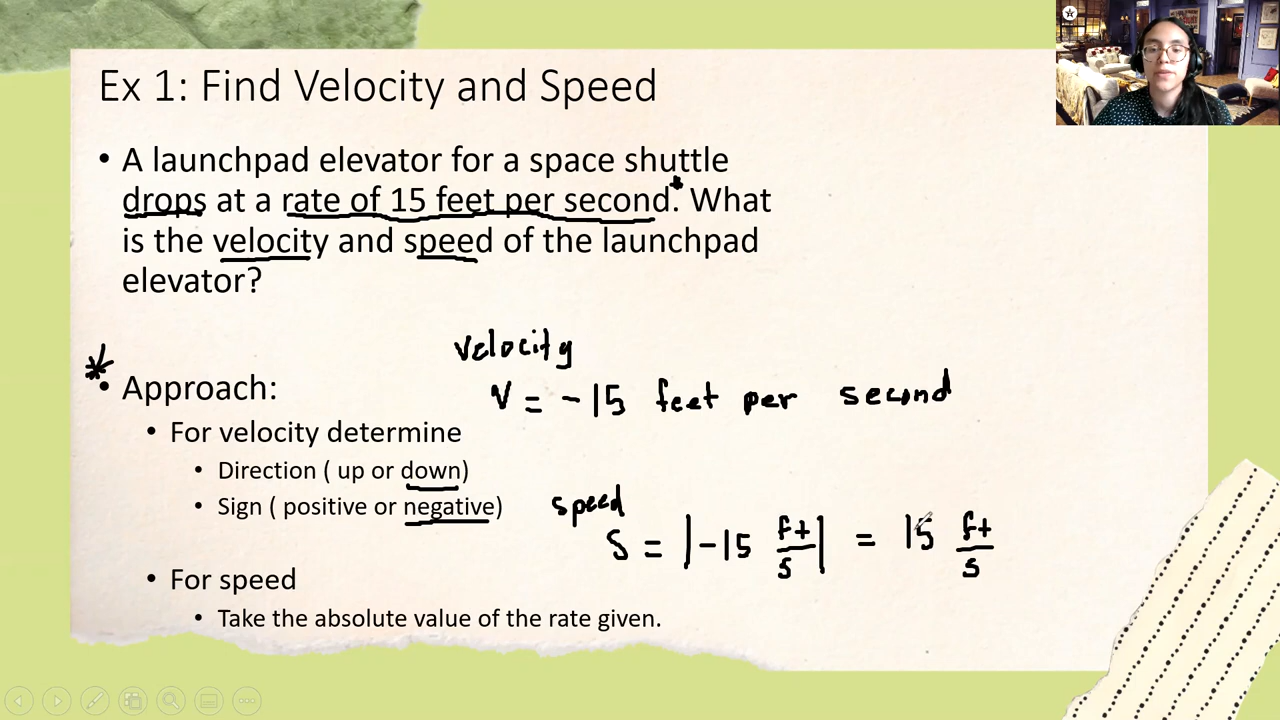 Ex 1: Find Velocity and Speed
• A launchpad elevator for a space shuttle
drops at a rate of 15 feet per second. What
is the velocity and speed of the launchpad
elevator?
velocity
v = -15 feet per second
• Approach:
• For velocity determine
• Direction ( up or down)
• Sign ( positive or negative)
speed
s = |-15 ft/s| = 15 ft/s
• For speed
• Take the absolute value of the rate given.